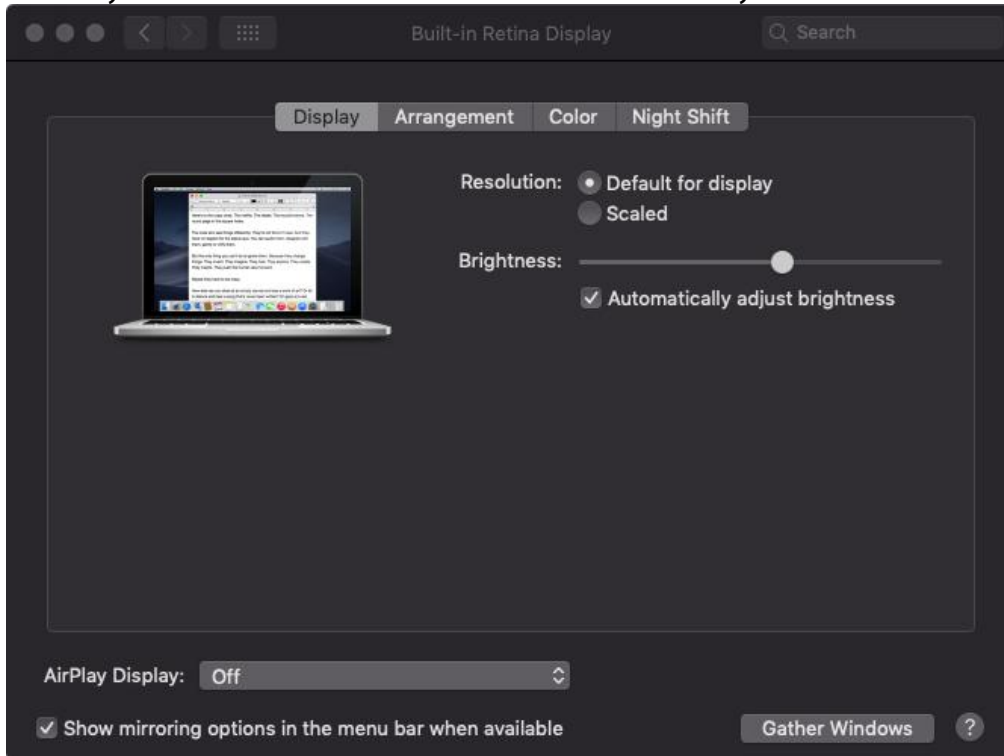 Built-in Retina Display
Search
Display Arrangement Color Night Shift
Resolution: Default for display
Scaled
Brightness:
Automatically adjust brightness
AirPlay Display: Off
Show mirroring options in the menu bar when available
Gather Windows ?